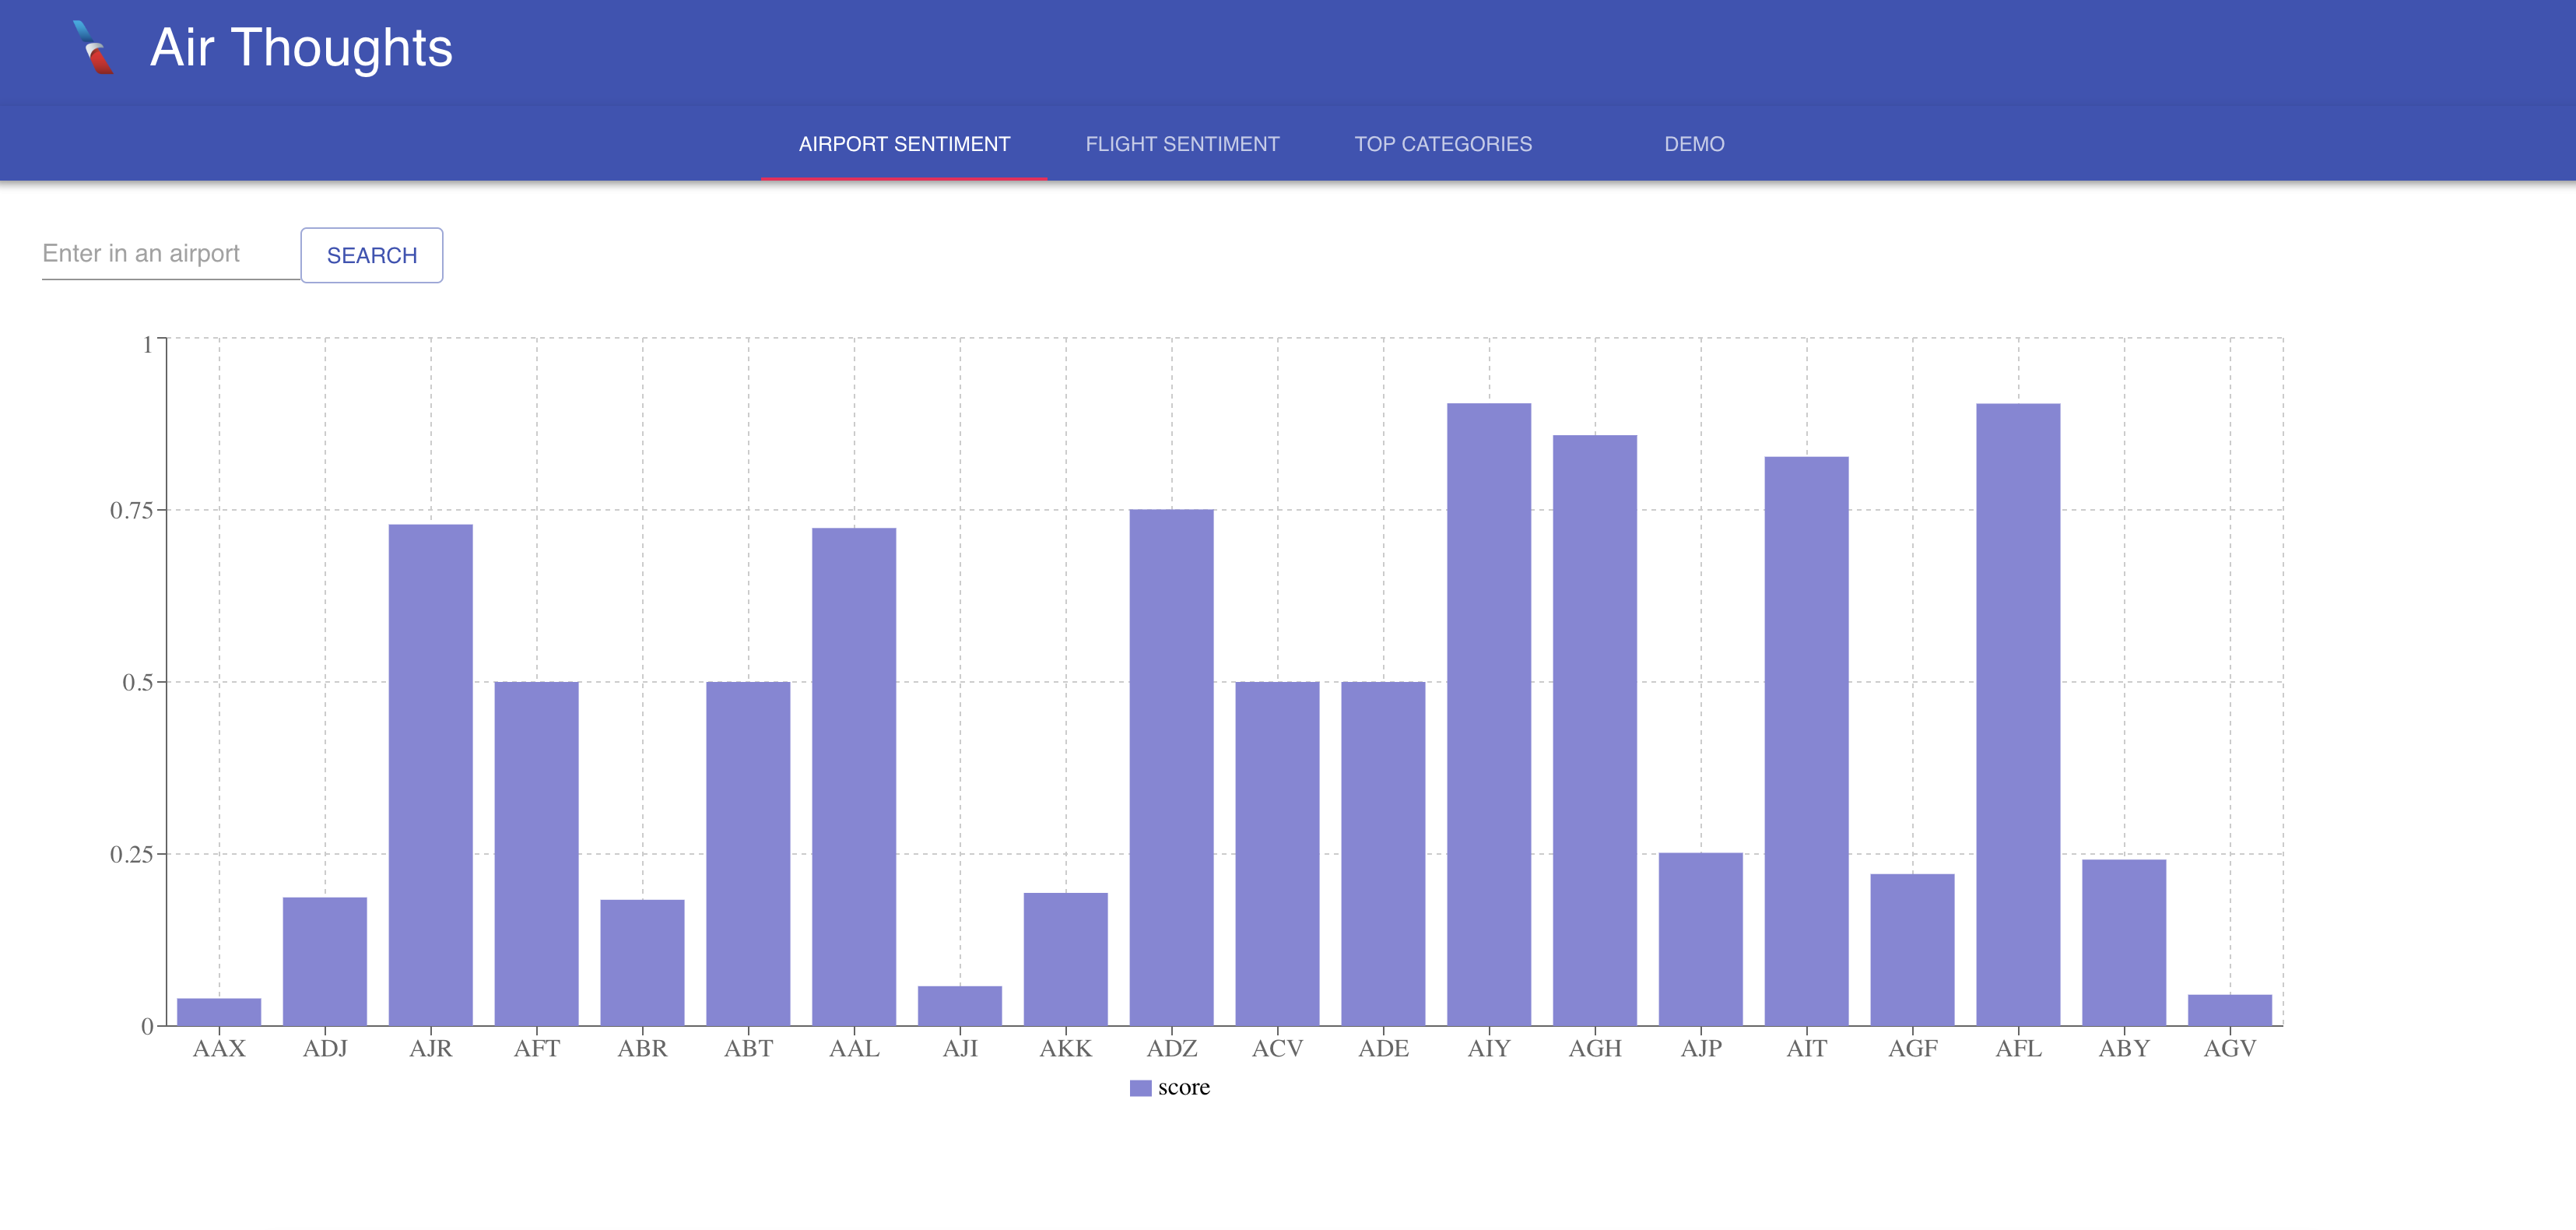 Air Thoughts
AIRPORT SENTIMENT FLIGHT SENTIMENT TOP CATEGORIES DEMO
Enter in an airport SEARCH
1
0.75
0.5
0.25
0
AAX ADJ AJR AFT ABR ABT AAL AJI AKK ADZ ACV ADE AIY AGH AJP AIT AGF AFL ABY AGV
score